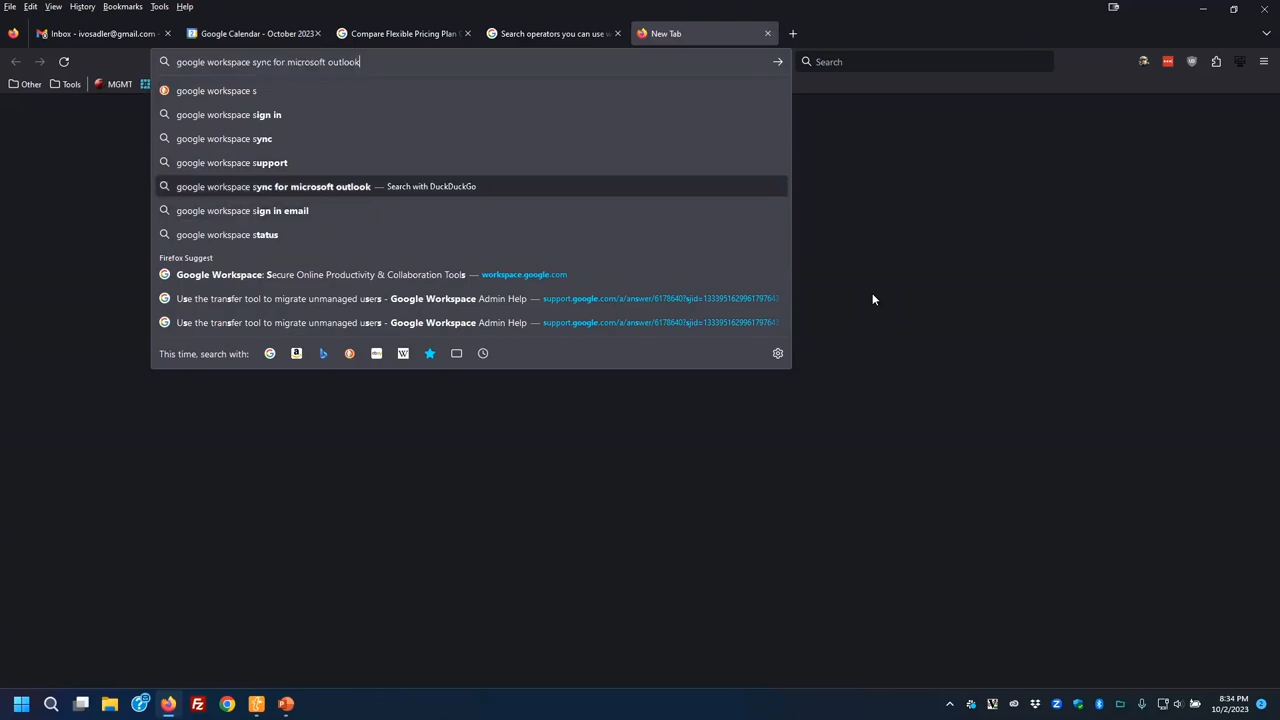 File Edit View History Bookmarks Tools Help
Inbox - ivosadler@gmail.com
Google Calendar - October 2023
Compare Flexible Pricing Plan
Search operators you can use
New Tab
google workspace sync for microsoft outlook
Search
Other
Tools
MGMT
google workspace s
google workspace sign in
google workspace sync
google workspace support
google workspace sync for microsoft outlook — Search with DuckDuckGo
google workspace sign in email
google workspace status
Firefox Suggest
Google Workspace: Secure Online Productivity & Collaboration Tools — workspace.google.com
Use the transfer tool to migrate unmanaged users - Google Workspace Admin Help — support.google.com/a/answer/6178640?sjid=1333951629961797643
Use the transfer tool to migrate unmanaged users - Google Workspace Admin Help — support.google.com/a/answer/6178640?sjid=1333951629961797643
This time, search with:
8:34 PM
10/2/2023